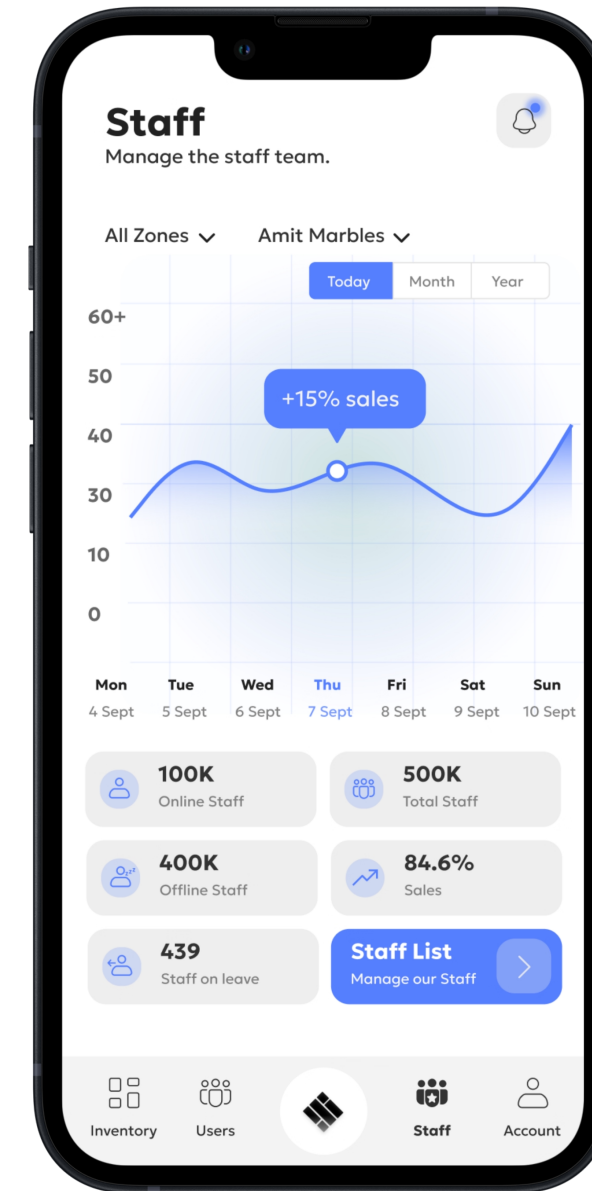 Staff
Manage the staff team.
All Zones
Amit Marbles
Today Month Year
60+
50
+15% sales
40
30
10
0
Mon Tue Wed Thu Fri Sat Sun
4 Sept 5 Sept 6 Sept 7 Sept 8 Sept 9 Sept 10 Sept
100K
Online Staff
500K
Total Staff
400K
Offline Staff
84.6%
Sales
439
Staff on leave
Staff List
Manage our Staff
Inventory Users Staff Account